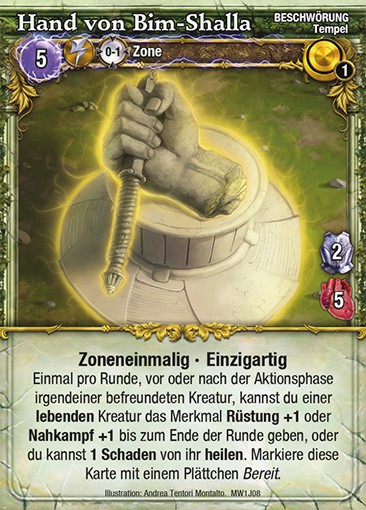 Hand von Bim-Shalla
BESCHWÖRUNG
Tempel
5
0-1
Zone
1
2
5
Zoneneinmalig · Einzigartig
Einmal pro Runde, vor oder nach der Aktionsphase
irgendeiner befreundeten Kreatur, kannst du einer
lebenden Kreatur das Merkmal Rüstung +1 oder
Nahkampf +1 bis zum Ende der Runde geben, oder
du kannst 1 Schaden von ihr heilen. Markiere diese
Karte mit einem Plättchen Bereit.
Illustration: Andrea Tentori Montalto. MW1J08